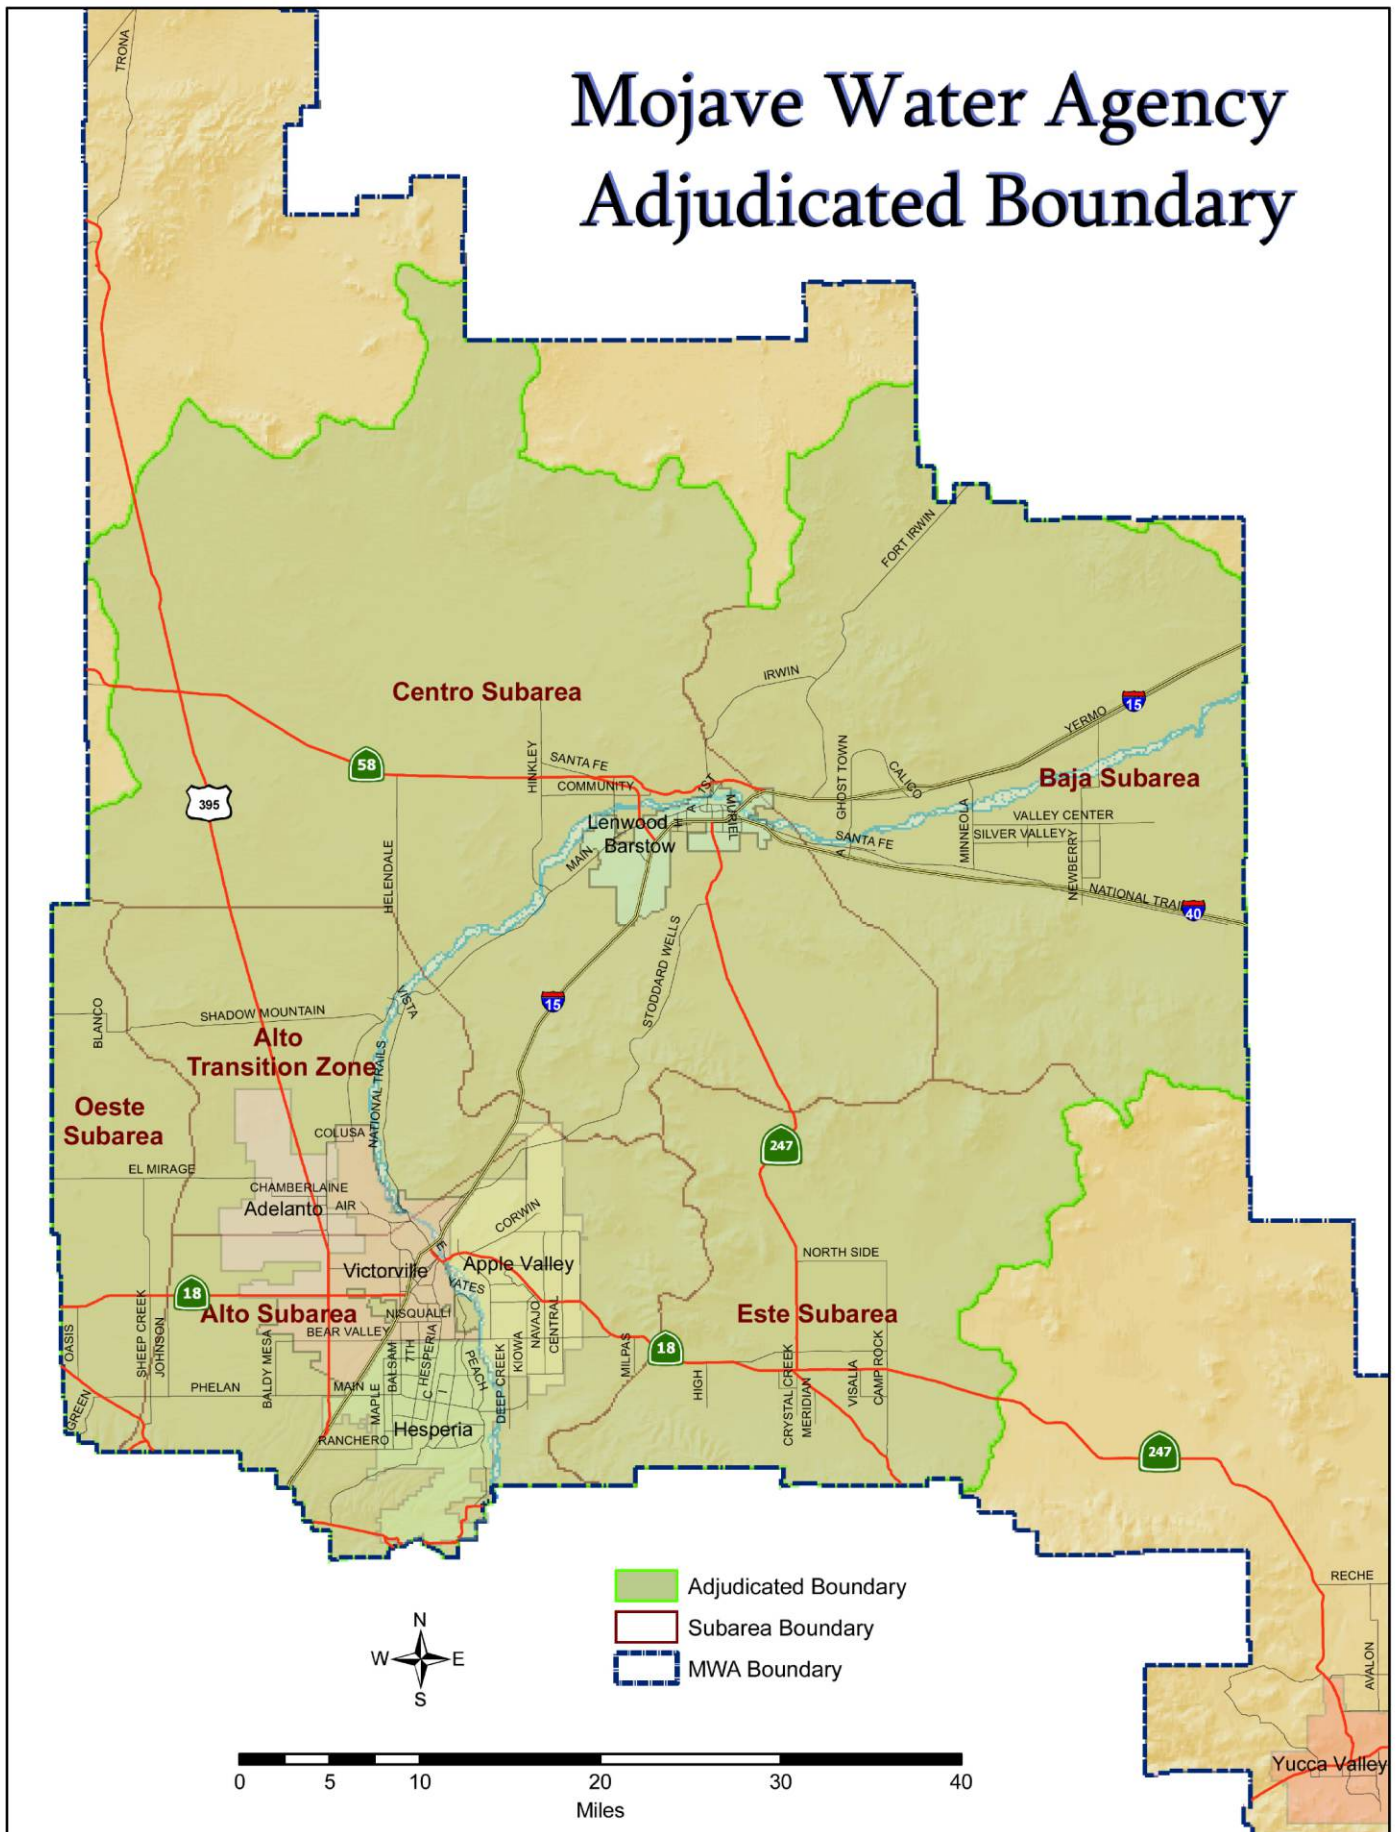 Mojave Water Agency
Adjudicated Boundary
TRONA
FORT IRWIN
IRWIN
Centro Subarea
15
YERMO
HINKLEY
SANTA FE
58
COMMUNITY
1ST
GHOST TOWN
CALICO
Baja Subarea
395
H
A
MURIEL
Lenwood
Barstow
MAIN
SANTA FE
A
MINNEOLA
VALLEY CENTER
SILVER VALLEY
NEWBERRY
HELENDALE
NATIONAL TRAI
40
STODDARD WELLS
VISTA
15
BLANCO
SHADOW MOUNTAIN
Alto
Transition Zone
NATIONAL TRAILS
Oeste
Subarea
COLUSA
247
EL MIRAGE
CHAMBERLAINE
Adelanto
AIR
CORWIN
E
NORTH SIDE
Victorville
Apple Valley
YATES
18
Alto Subarea
NISQUALLI
BEAR VALLEY
Este Subarea
OASIS
SHEEP CREEK
JOHNSON
BALDY MESA
7TH
C
HESPERIA
I
BALSAM
MAPLE
PEACH
DEEP CREEK
KIOWA
NAVAJO
CENTRAL
MILPAS
18
HIGH
CRYSTAL CREEK
MERIDIAN
VISALIA
CAMP ROCK
PHELAN
MAIN
GREEN
RANCHERO
Hesperia
247
Adjudicated Boundary
Subarea Boundary
MWA Boundary
N
W E
S
RECHE
AVALON
Yucca Valley
0 5 10 20 30 40
Miles